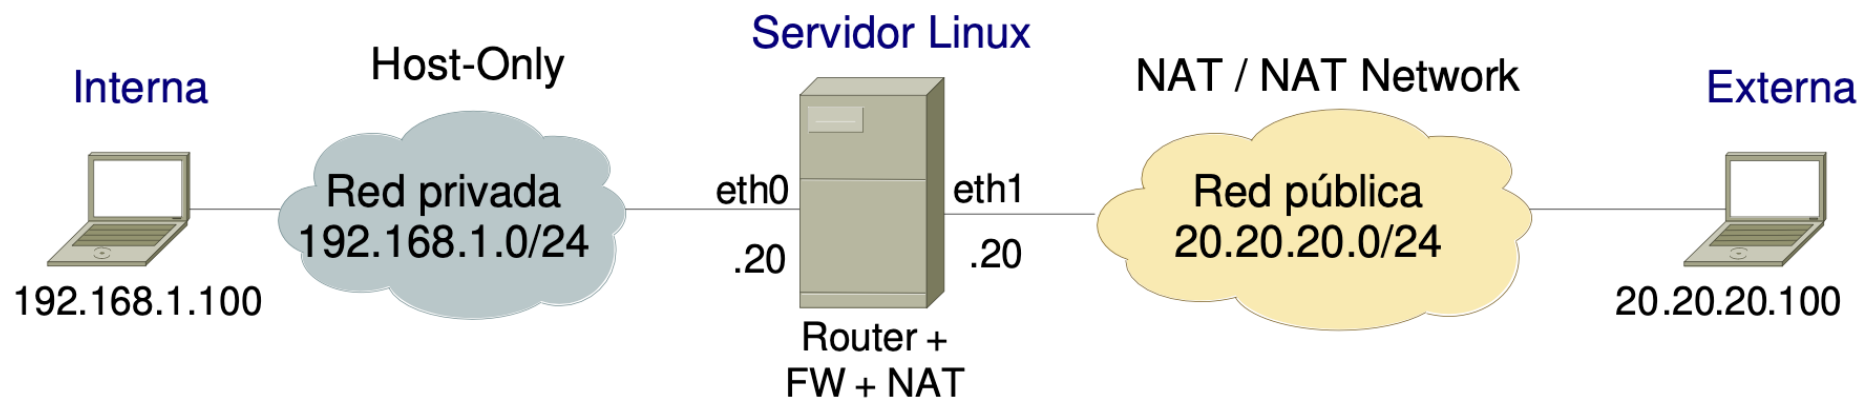 Interna
Host-Only
Servidor Linux
NAT / NAT Network
Externa
Red privada
192.168.1.0/24
eth0
.20
eth1
.20
Red pública
20.20.20.0/24
192.168.1.100
Router +
FW + NAT
20.20.20.100